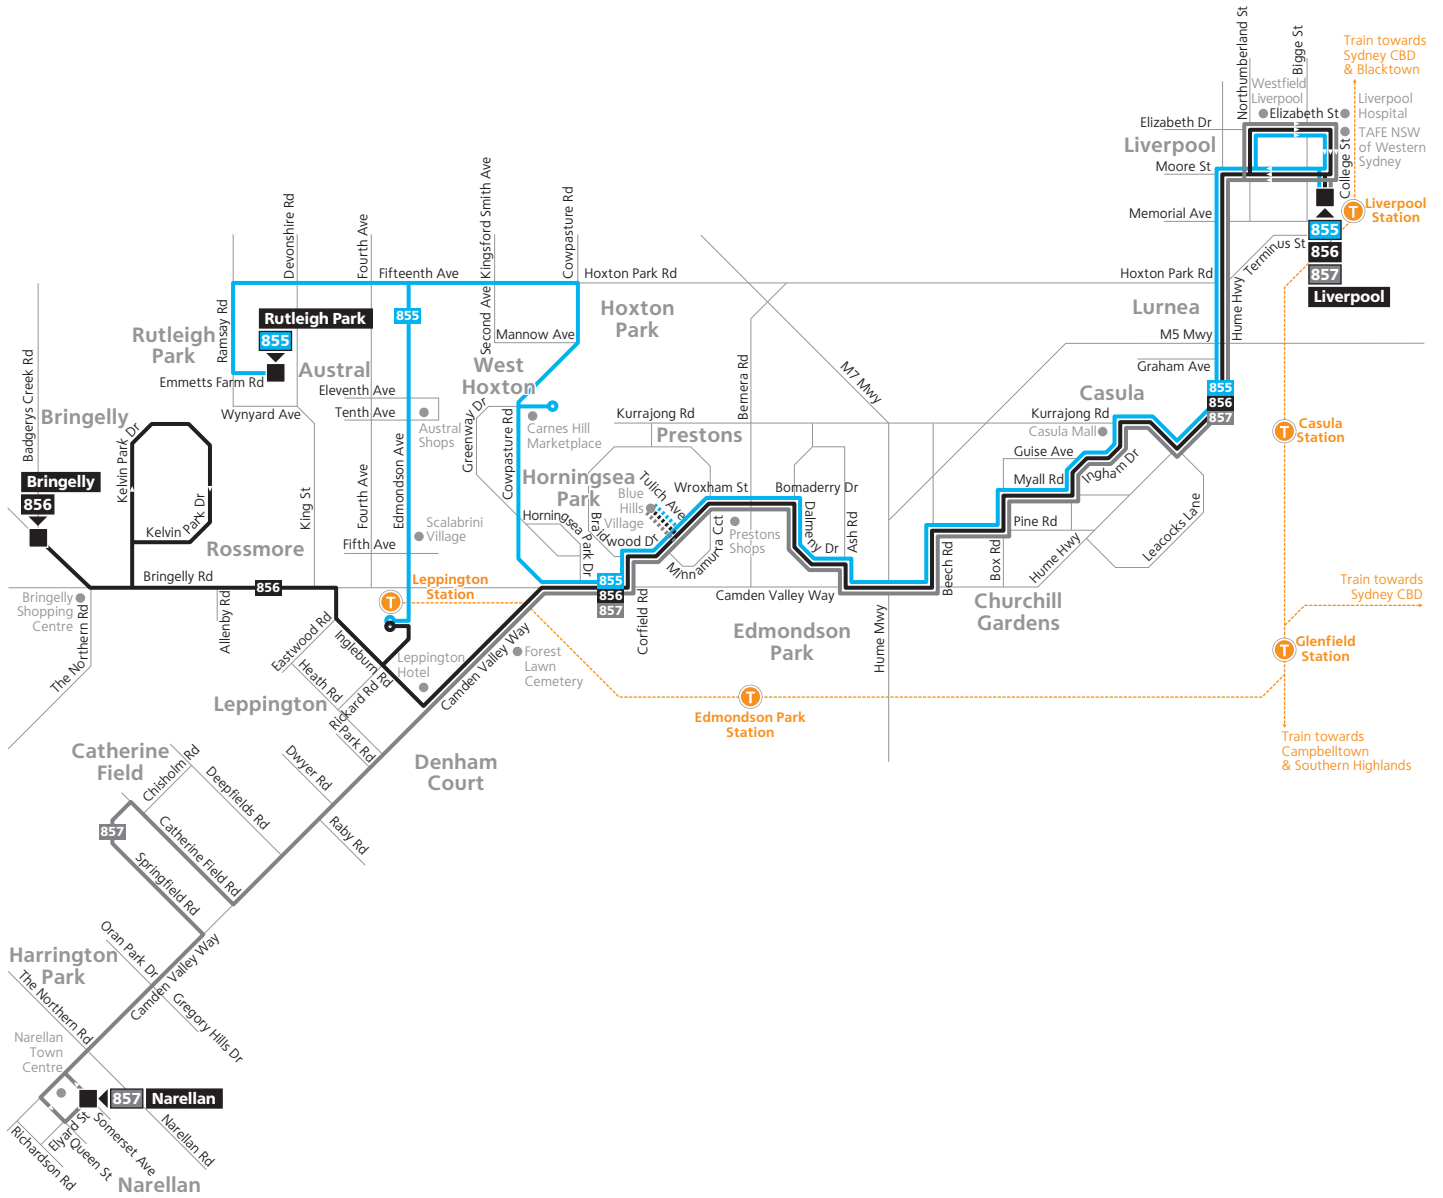 Northumberland St
Bigge St
Train towards
Sydney CBD
& Blacktown
Westfield
Liverpool
Elizabeth St
Liverpool
Hospital
Elizabeth Dr
TAFE NSW
of Western
Sydney
Liverpool
College St
Moore St
Memorial Ave
Liverpool
Station
855
856
857
Liverpool
Terminus St
Hoxton Park Rd
Hume Hwy
Lurnea
M5 Mwy
Graham Ave
855
856
857
Casula
Kurrajong Rd
Casula Mall
Guise Ave
Ingham Dr
Myall Rd
Pine Rd
Box Rd
Hume Hwy
Leacocks Lane
Casula
Station
Devonshire Rd
Fourth Ave
Kingsford Smith Ave
Cowpasture Rd
Fifteenth Ave
Hoxton Park Rd
Ramsay Rd
Rutleigh Park
855
855
Second Ave
Mannow Ave
Hoxton
Park
Rutleigh
Park
Emmetts Farm Rd
Wynyard Ave
Austral
Eleventh Ave
Tenth Ave
Austral
Shops
West
Hoxton
Greenway Dr
Cowpasture Rd
Carnes Hill
Marketplace
Kurrajong Rd
Bernera Rd
M7 Mwy
Prestons
Badgerys Creek Rd
Bringelly
Kelvin Park Dr
Bringelly
856
Kelvin Park Dr
King St
Fourth Ave
Edmondson Ave
Scalabrini
Village
Fifth Ave
Rossmore
Horningsea
Park
Horningsea Park Dr
Tulich Ave
Blue
Hills
Village
Braidwood Dr
Wroxham St
Minnamurra Cct
Prestons
Shops
Bomaderry Dr
Dalmeny Dr
Ash Rd
Beech Rd
Bringelly Rd
856
Leppington
Station
855
856
857
Camden Valley Way
Corfield Rd
Edmondson
Park
Hume Mwy
Churchill
Gardens
Train towards
Sydney CBD
Glenfield
Station
Bringelly
Shopping
Centre
The Northern Rd
Allenby Rd
Eastwood Rd
Ingleburn Rd
Heath Rd
Rickard Rd
Park Rd
Leppington
Leppington
Hotel
Camden Valley Way
Forest
Lawn
Cemetery
Edmondson Park
Station
Train towards
Campbelltown
& Southern Highlands
Denham
Court
Catherine
Field
Chisholm Rd
Deepfields Rd
Dwyer Rd
Raby Rd
857
Catherine Field Rd
Springfield Rd
Harrington
Park
Oran Park Dr
Camden Valley Way
The Northern Rd
Gregory Hills Dr
Narellan
Town
Centre
857
Narellan
Elyard St
Somerset Ave
Queen St
Richardson Rd
Narellan Rd
Narellan
T
T
T
T
T